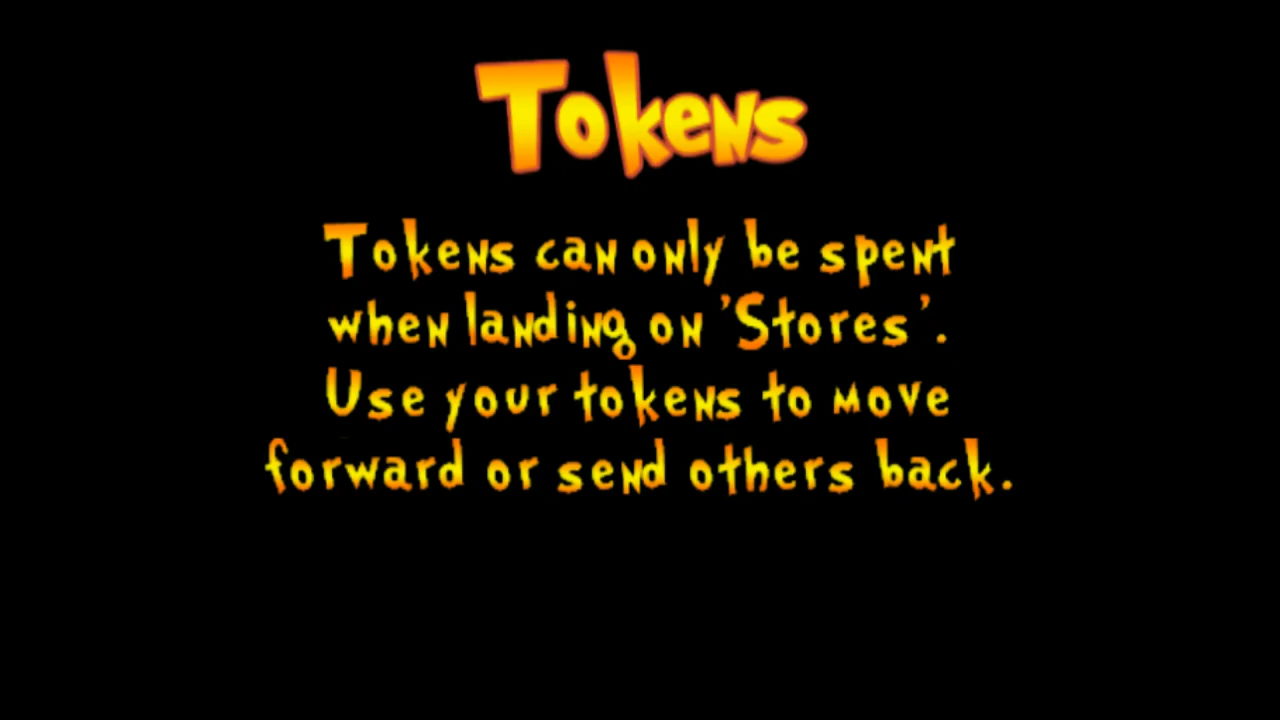 Tokens
Tokens can only be spent
when landing on 'Stores'.
Use your tokens to move
forward or send others back.